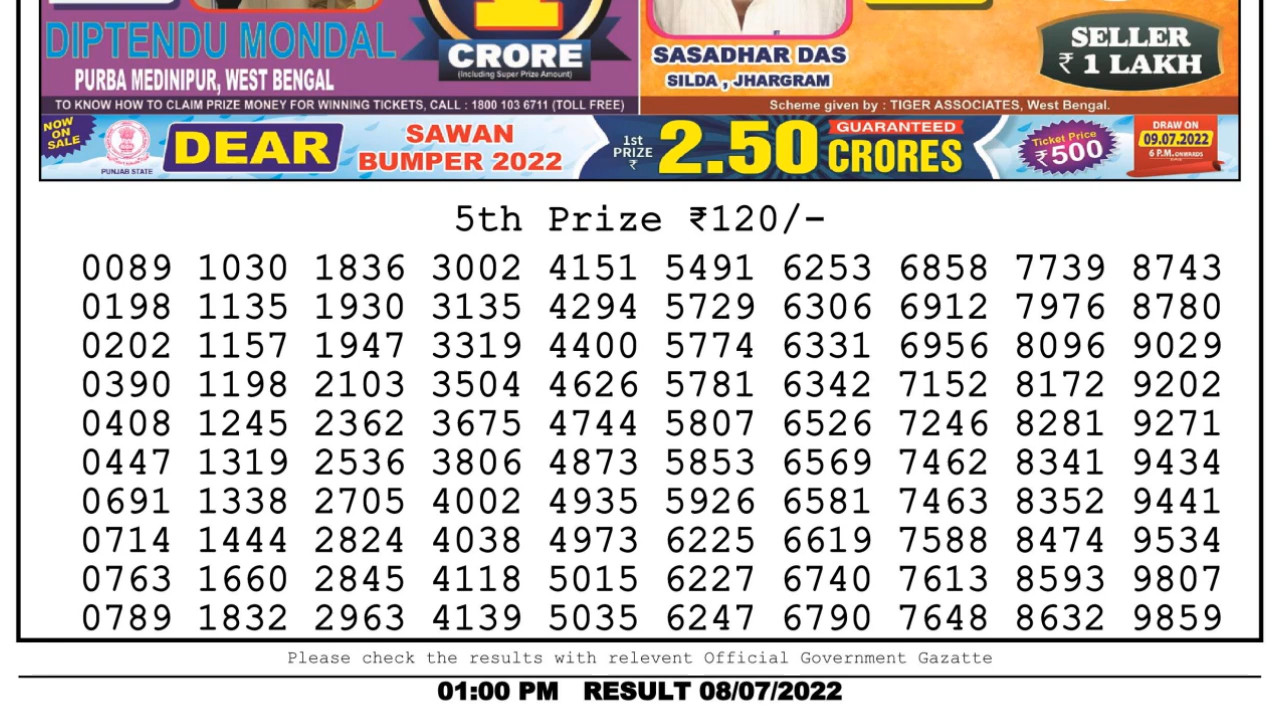 1
CRORE
(Including Super Prize Amount)
DIPTENDU MONDAL
PURBA MEDINIPUR, WEST BENGAL
SASADHAR DAS
SILDA , JHARGRAM
SELLER
₹ 1 LAKH
TO KNOW HOW TO CLAIM PRIZE MONEY FOR WINNING TICKETS, CALL : 1800 103 6711 (TOLL FREE)
Scheme given by : TIGER ASSOCIATES, West Bengal.
NOW
ON
SALE
PUNJAB STATE
DEAR
SAWAN
BUMPER 2022
1st
PRIZE
₹
2.50
GUARANTEED
CRORES
Ticket Price
₹500
DRAW ON
09.07.2022
6 P.M. ONWARDS
5th Prize ₹120/-
0089 1030 1836 3002 4151 5491 6253 6858 7739 8743
0198 1135 1930 3135 4294 5729 6306 6912 7976 8780
0202 1157 1947 3319 4400 5774 6331 6956 8096 9029
0390 1198 2103 3504 4626 5781 6342 7152 8172 9202
0408 1245 2362 3675 4744 5807 6526 7246 8281 9271
0447 1319 2536 3806 4873 5853 6569 7462 8341 9434
0691 1338 2705 4002 4935 5926 6581 7463 8352 9441
0714 1444 2824 4038 4973 6225 6619 7588 8474 9534
0763 1660 2845 4118 5015 6227 6740 7613 8593 9807
0789 1832 2963 4139 5035 6247 6790 7648 8632 9859
Please check the results with relevent Official Government Gazatte
01:00 PM RESULT 08/07/2022